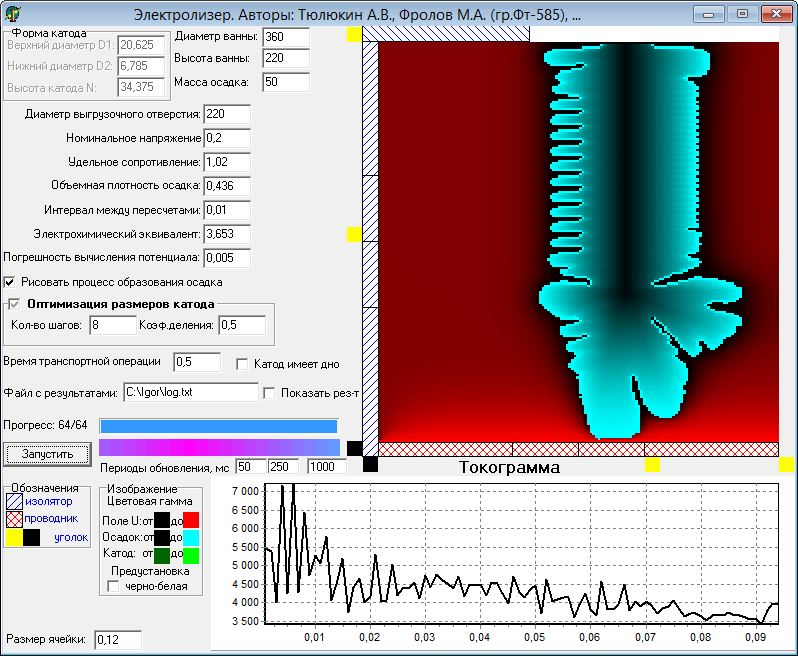 Электролизер. Авторы: Тюлюкин А.В., Фролов М.А. (гр.Фт-585), ...
Форма катода
Верхний диаметр D1: 20,625
Нижний диаметр D2: 6,785
Высота катода N: 34,375
Диаметр ванны: 360
Высота ванны: 220
Масса осадка: 50
Диаметр выгрузочного отверстия: 220
Номинальное напряжение 0,2
Удельное сопротивление: 1,02
Объемная плотность осадка: 0,436
Интервал между пересчетами: 0,01
Электрохимический эквивалент: 3,653
Погрешность вычисления потенциала: 0,005
Рисовать процесс образования осадка
Оптимизация размеров катода
Кол-во шагов: 8 Коэф.деления: 0,5
Время транспортной операции 0,5 Катод имеет дно
Файл с результатами: C:\Igor\log.txt Показать рез-т
Прогресс: 64/64
Запустить
Периоды обновления, мс 50 250 1000
Обозначения
изолятор
проводник
уголок
Изображение
Цветовая гамма
Поле U: от до
Осадок: от до
Катод: от до
Предустановка
черно-белая
Размер ячейки: 0,12
Токограмма
7 000
6 500
6 000
5 500
5 000
4 500
4 000
3 500
0,01 0,02 0,03 0,04 0,05 0,06 0,07 0,08 0,09